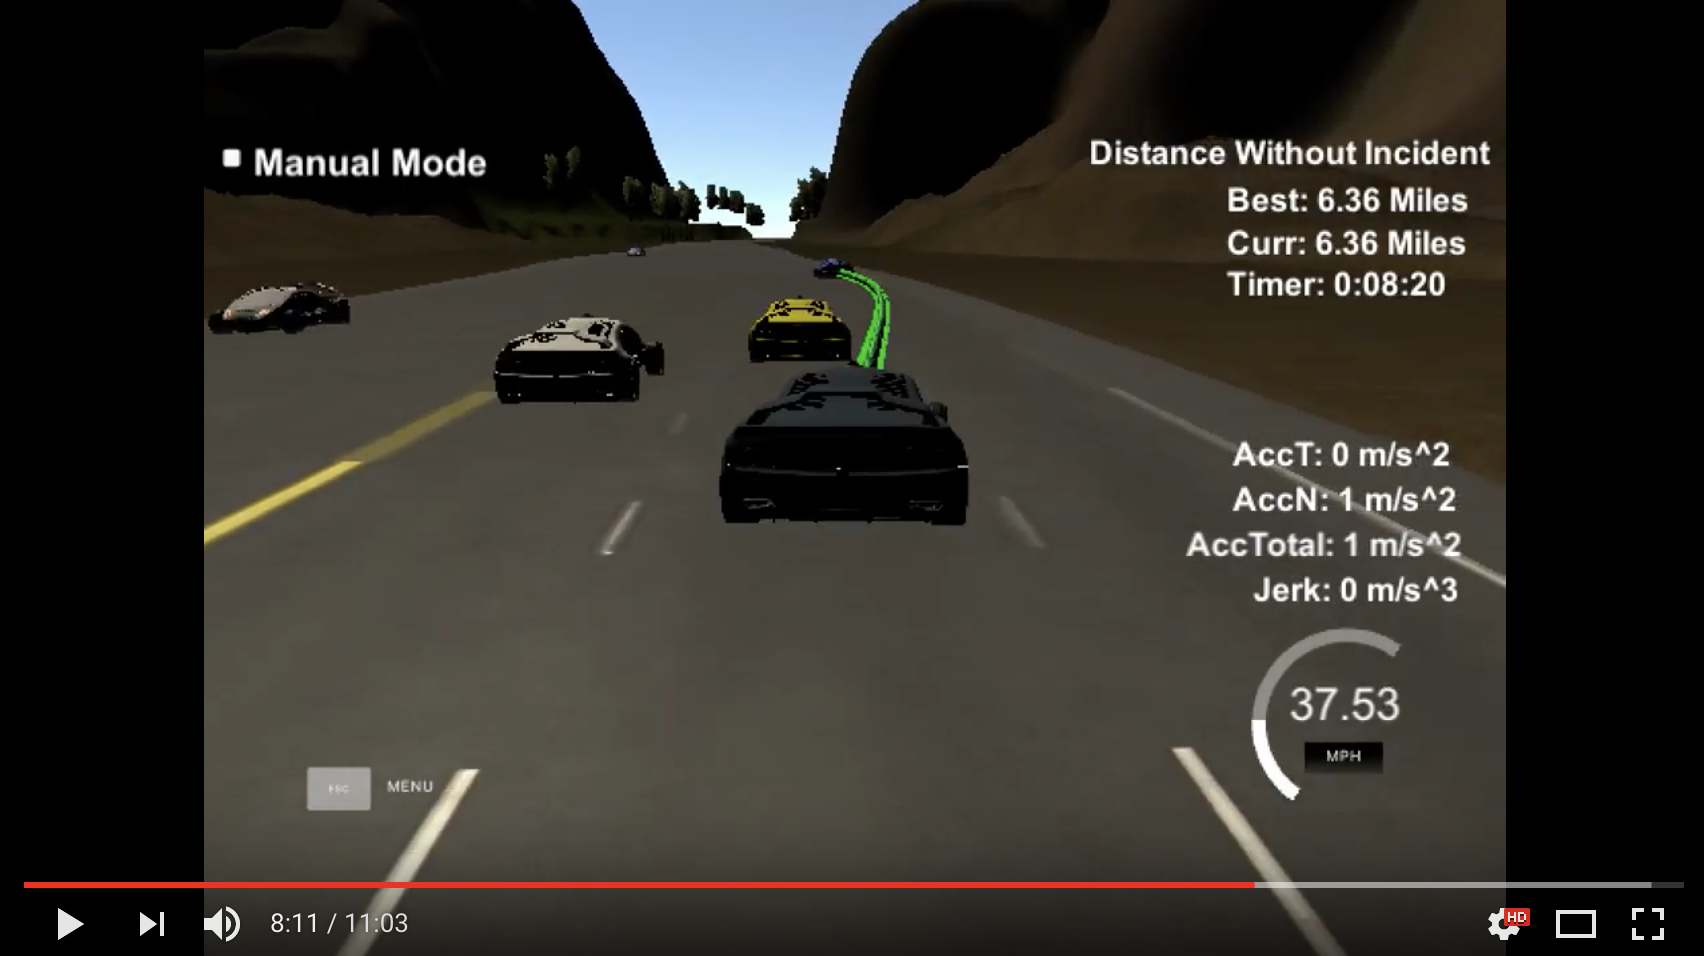 Manual Mode
Distance Without Incident
Best: 6.36 Miles
Curr: 6.36 Miles
Timer: 0:08:20
AccT: 0 m/s^2
AccN: 1 m/s^2
AccTotal: 1 m/s^2
Jerk: 0 m/s^3
37.53
MPH
ESC MENU
8:11 / 11:03
HD